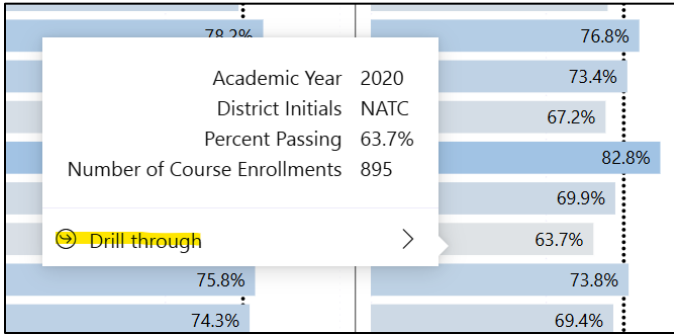 78.2%
76.8%
Academic Year 2020
73.4%
District Initials NATC
67.2%
Percent Passing 63.7%
82.8%
Number of Course Enrollments 895
69.9%
Drill through
63.7%
75.8%
73.8%
74.3%
69.4%